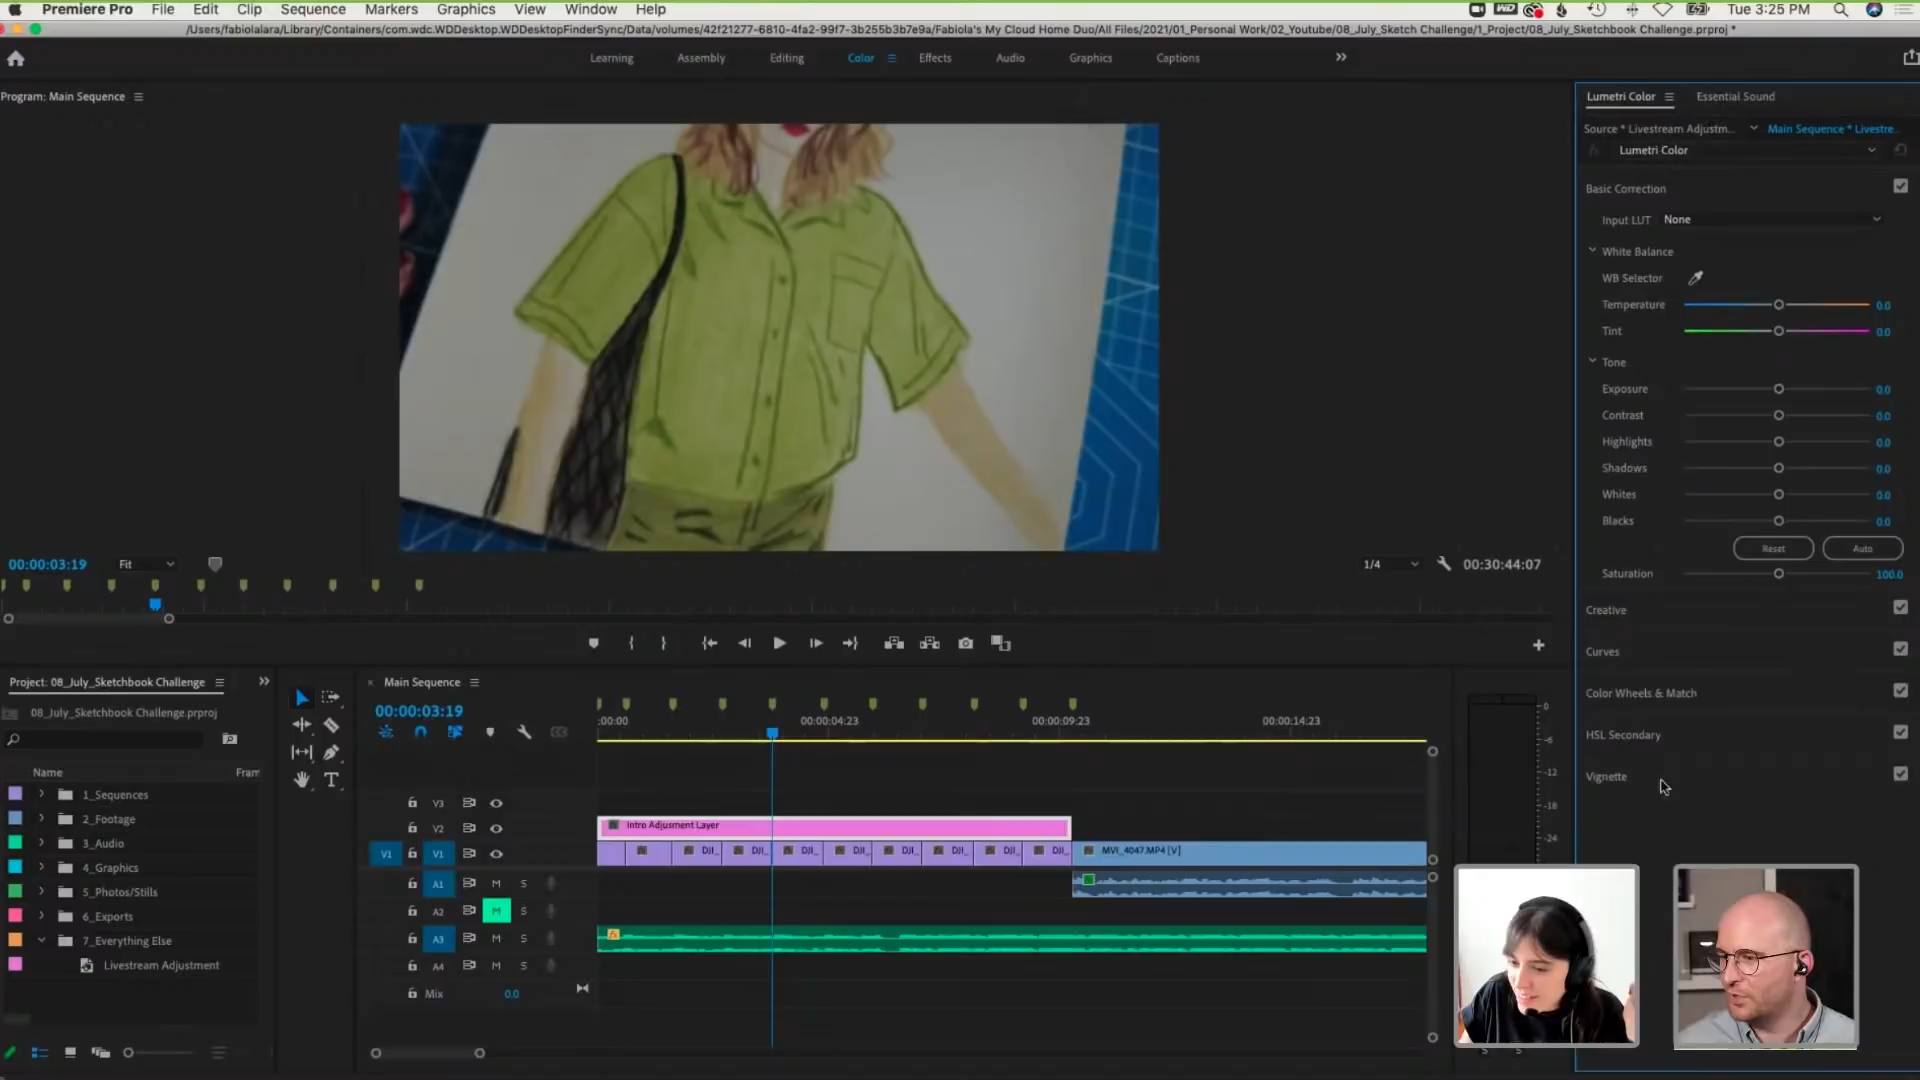 Premiere Pro File Edit Clip Sequence Markers Graphics View Window Help
Tue 3:25 PM
/Users/fabiolalara/Library/Containers/com.wdc.WDDesktop.WDDesktopFinderSync/Data/volumes/42f21277-6810-4fa2-99f7-3b255b3b7e9a/Fabiola's My Cloud Home Duo/All Files/2021/01_Personal Work/02_Youtube/08_July_Sketch Challenge/1_Project/08_July_Sketchbook Challenge.prproj *
Learning Assembly Editing Color Effects Audio Graphics Captions
Program: Main Sequence
Lumetri Color Essential Sound
Source * Livestream Adjustm... Main Sequence * Livestre...
Lumetri Color
Basic Correction
Input LUT None
White Balance
WB Selector
Temperature 0.0
Tint 0.0
Tone
Exposure 0.0
Contrast 0.0
Highlights 0.0
Shadows 0.0
Whites 0.0
Blacks 0.0
Reset Auto
Saturation 100.0
Creative
Curves
Color Wheels & Match
HSL Secondary
Vignette
00:00:03:19 Fit 1/4 00:30:44:07
Project: 08_July_Sketchbook Challenge
08_July_Sketchbook Challenge.prproj
Name Fram
1_Sequences
2_Footage
3_Audio
4_Graphics
5_Photos/Stills
6_Exports
7_Everything Else
Livestream Adjustment
Main Sequence
00:00:03:19
:00:00 00:00:04:23 00:00:09:23 00:00:14:23
V3
V2 Intro Adjusment Layer
V1 V1 DJI_ DJI_ DJI_ DJI_ DJI_ DJI_ DJI_ DJI_ MVI_4047.MP4 [V]
A1 M S
A2 M S
A3 M S fx
A4 M S
Mix 0.0
0
-6
-12
-18
-24
S S